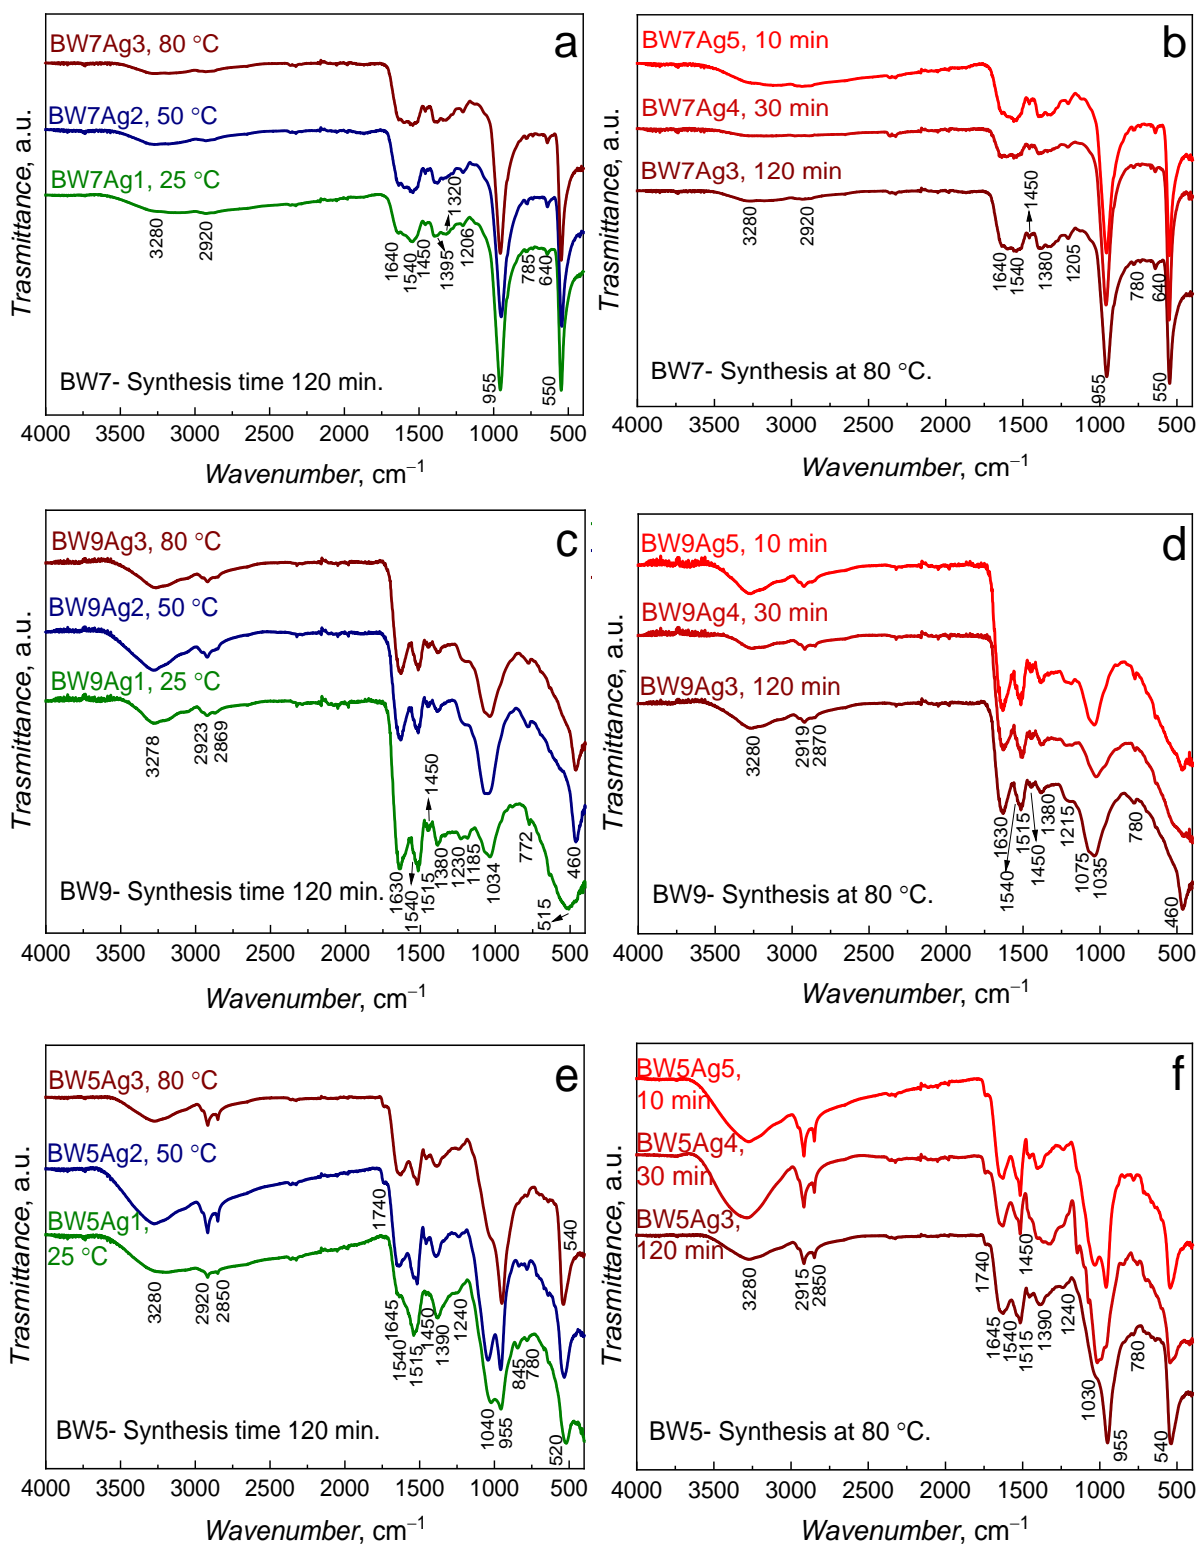 a
BW7Ag3, 80 °C
BW7Ag2, 50 °C
BW7Ag1, 25 °C
3280
2920
1640
1540
1450
1395
1320
1206
955
785
640
550
BW7- Synthesis time 120 min.
Trasmittance, a.u.
4000 3500 3000 2500 2000 1500 1000 500
Wavenumber, cm⁻¹
b
BW7Ag5, 10 min
BW7Ag4, 30 min
BW7Ag3, 120 min
3280
2920
1640
1540
1450
1380
1205
955
780
640
550
BW7- Synthesis at 80 °C.
Trasmittance, a.u.
4000 3500 3000 2500 2000 1500 1000 500
Wavenumber, cm⁻¹
c
BW9Ag3, 80 °C
BW9Ag2, 50 °C
BW9Ag1, 25 °C
3278
2923
2869
1630
1540
1515
1450
1380
1230
1185
1034
772
515
460
BW9- Synthesis time 120 min.
Trasmittance, a.u.
4000 3500 3000 2500 2000 1500 1000 500
Wavenumber, cm⁻¹
d
BW9Ag5, 10 min
BW9Ag4, 30 min
BW9Ag3, 120 min
3280
2919
2870
1630
1540
1515
1450
1380
1215
1075
1035
780
460
BW9- Synthesis at 80 °C.
Trasmittance, a.u.
4000 3500 3000 2500 2000 1500 1000 500
Wavenumber, cm⁻¹
e
BW5Ag3, 80 °C
BW5Ag2, 50 °C
BW5Ag1,
25 °C
3280
2920
2850
1740
1645
1540
1515
1450
1390
1240
1040
955
845
780
540
520
BW5- Synthesis time 120 min.
Trasmittance, a.u.
4000 3500 3000 2500 2000 1500 1000 500
Wavenumber, cm⁻¹
f
BW5Ag5,
10 min
BW5Ag4,
30 min
BW5Ag3,
120 min
3280
2915
2850
1740
1645
1540
1515
1450
1390
1240
1030
955
780
540
BW5- Synthesis at 80 °C.
Trasmittance, a.u.
4000 3500 3000 2500 2000 1500 1000 500
Wavenumber, cm⁻¹